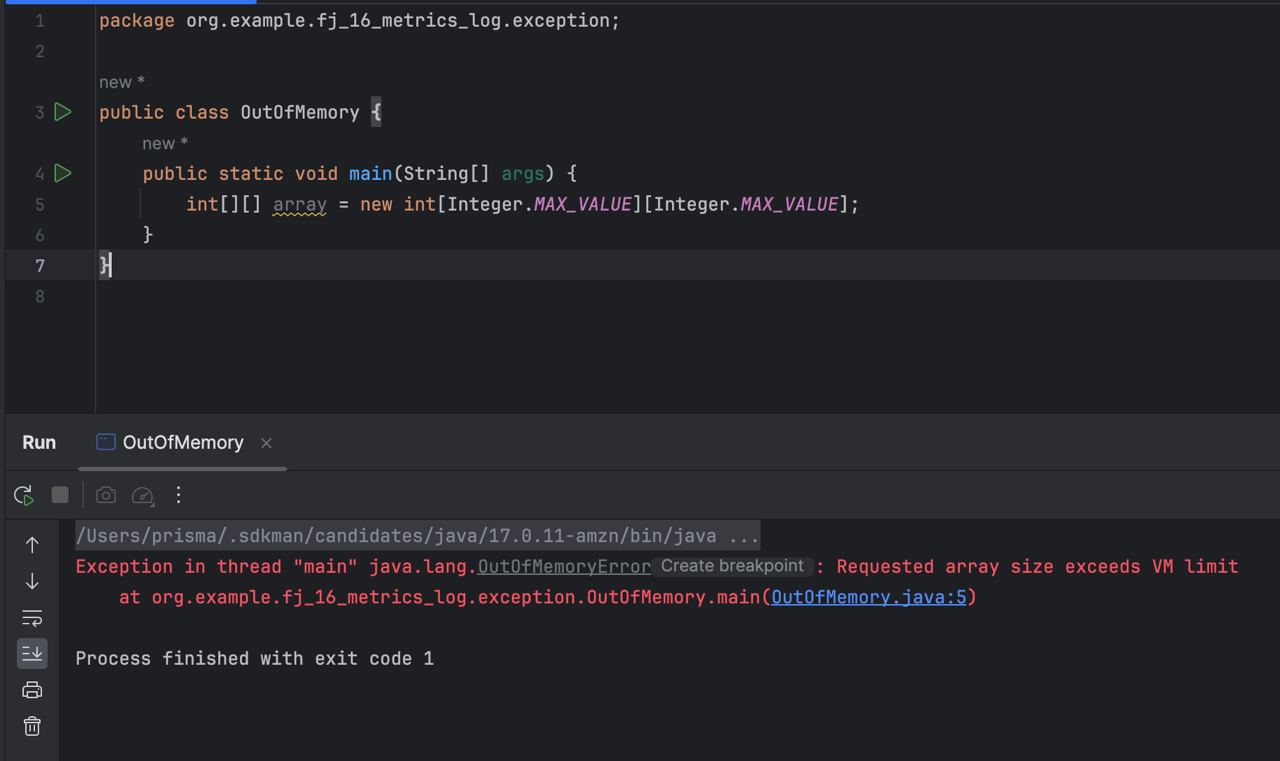 1 package org.example.fj_16_metrics_log.exception;
2
new *
3 public class OutOfMemory {
new *
4 public static void main(String[] args) {
5 int[][] array = new int[Integer.MAX_VALUE][Integer.MAX_VALUE];
6 }
7 }
8
Run OutOfMemory ×
/Users/prisma/.sdkman/candidates/java/17.0.11-amzn/bin/java ...
Exception in thread "main" java.lang.OutOfMemoryError Create breakpoint : Requested array size exceeds VM limit
at org.example.fj_16_metrics_log.exception.OutOfMemory.main(OutOfMemory.java:5)
Process finished with exit code 1